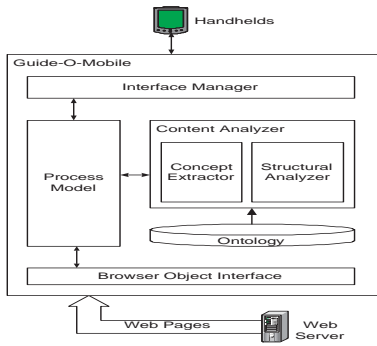 Handhelds
Guide-O-Mobile
Interface Manager
Process
Model
Content Analyzer
Concept
Extractor
Structural
Analyzer
Ontology
Browser Object Interface
Web Pages
Web
Server